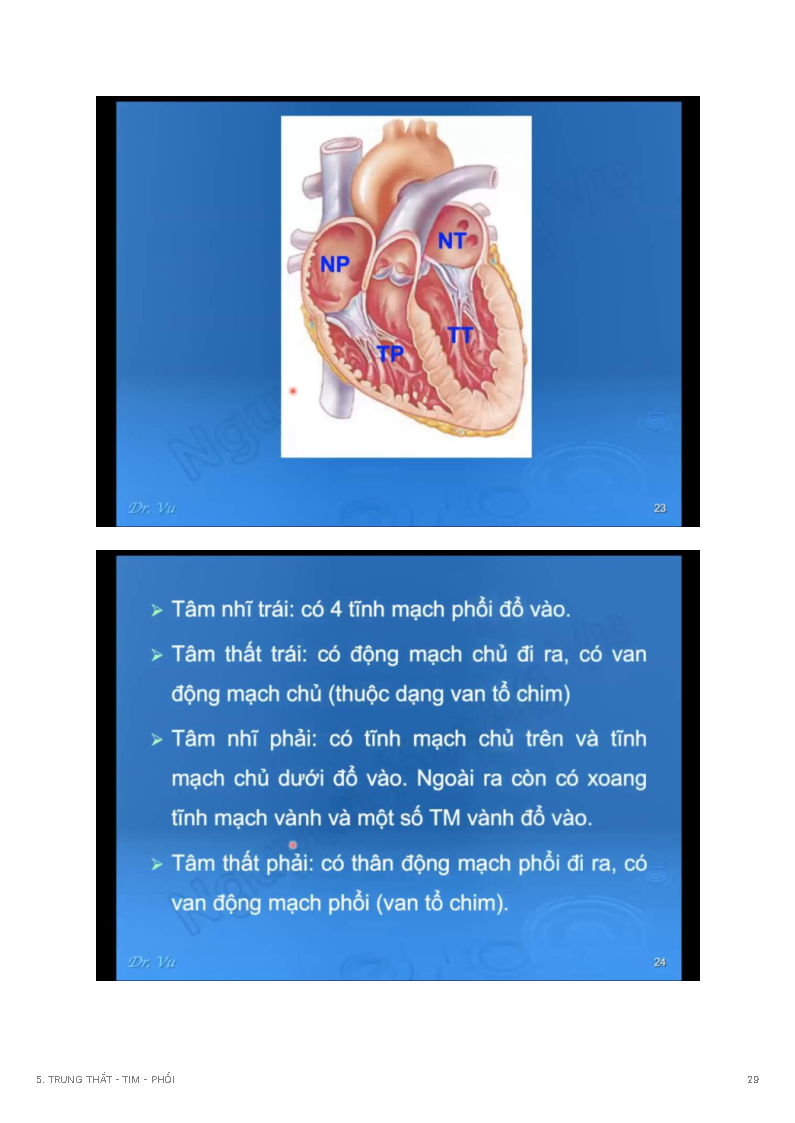 NT
NP
TT
TP
Dr. Vu
23
Tâm nhĩ trái: có 4 tĩnh mạch phổi đổ vào.
Tâm thất trái: có động mạch chủ đi ra, có van
động mạch chủ (thuộc dạng van tổ chim)
Tâm nhĩ phải: có tĩnh mạch chủ trên và tĩnh
mạch chủ dưới đổ vào. Ngoài ra còn có xoang
tĩnh mạch vành và một số TM vành đổ vào.
Tâm thất phải: có thân động mạch phổi đi ra, có
van động mạch phổi (van tổ chim).
Dr. Vu
24
5. TRUNG THẤT - TIM - PHỔI
29